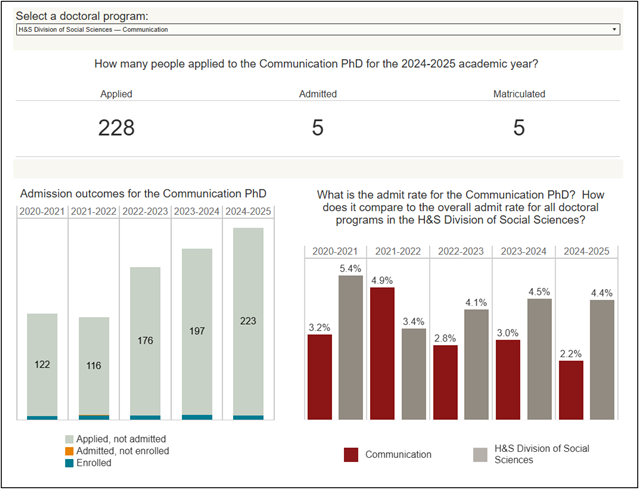 Select a doctoral program:
H&S Division of Social Sciences — Communication
How many people applied to the Communication PhD for the 2024-2025 academic year?
Applied Admitted Matriculated
228 5 5
Admission outcomes for the Communication PhD
2020-2021 2021-2022 2022-2023 2023-2024 2024-2025
122 116 176 197 223
Applied, not admitted
Admitted, not enrolled
Enrolled
What is the admit rate for the Communication PhD? How
does it compare to the overall admit rate for all doctoral
programs in the H&S Division of Social Sciences?
2020-2021 2021-2022 2022-2023 2023-2024 2024-2025
3.2% 5.4% 4.9% 3.4% 2.8% 4.1% 3.0% 4.5% 2.2% 4.4%
Communication
H&S Division of Social
Sciences